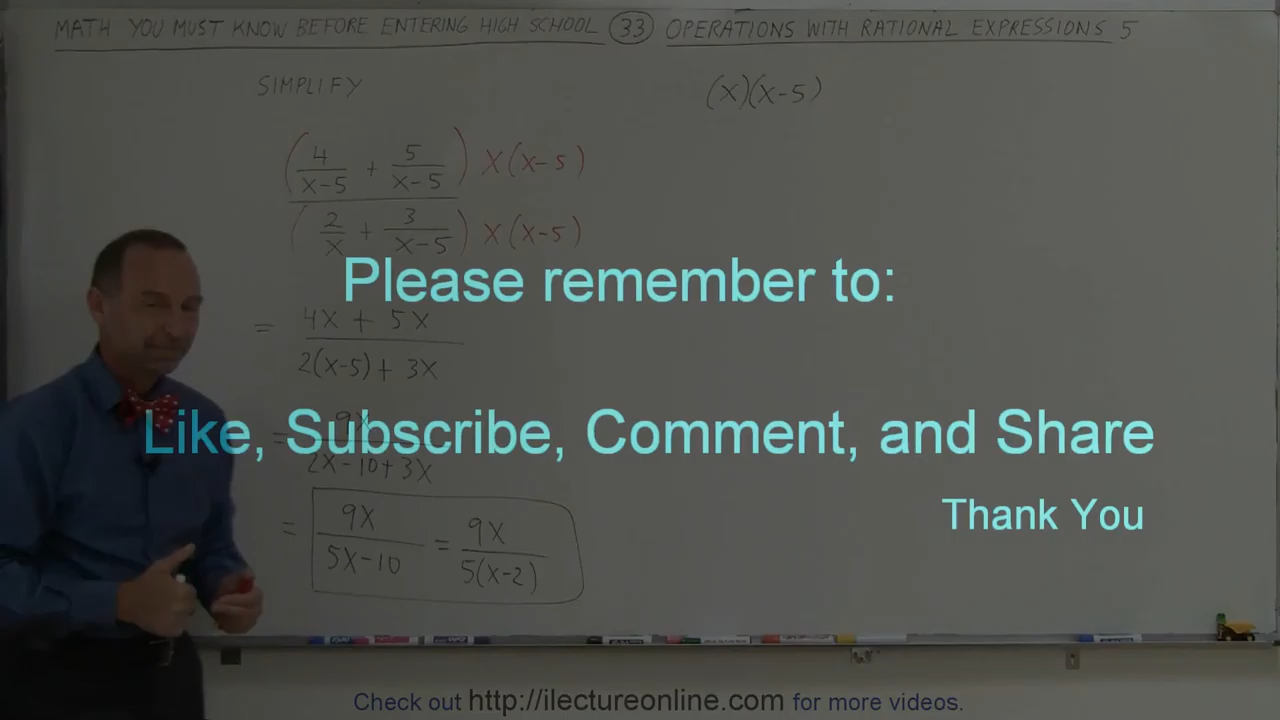 MATH YOU MUST KNOW BEFORE ENTERING HIGH SCHOOL 33 OPERATIONS WITH RATIONAL EXPRESSIONS 5
SIMPLIFY
(x)(x-5)
(4/(x-5) + 5/(x-5)) x(x-5)
(2/x + 3/(x-5)) x(x-5)
Please remember to:
= 4x + 5x
2(x-5) + 3x
Like, Subscribe, Comment, and Share
= 9x
2x-10+3x
Thank You
= 9x/(5x-10) = 9x/(5(x-2))
Check out http://ilectureonline.com for more videos.